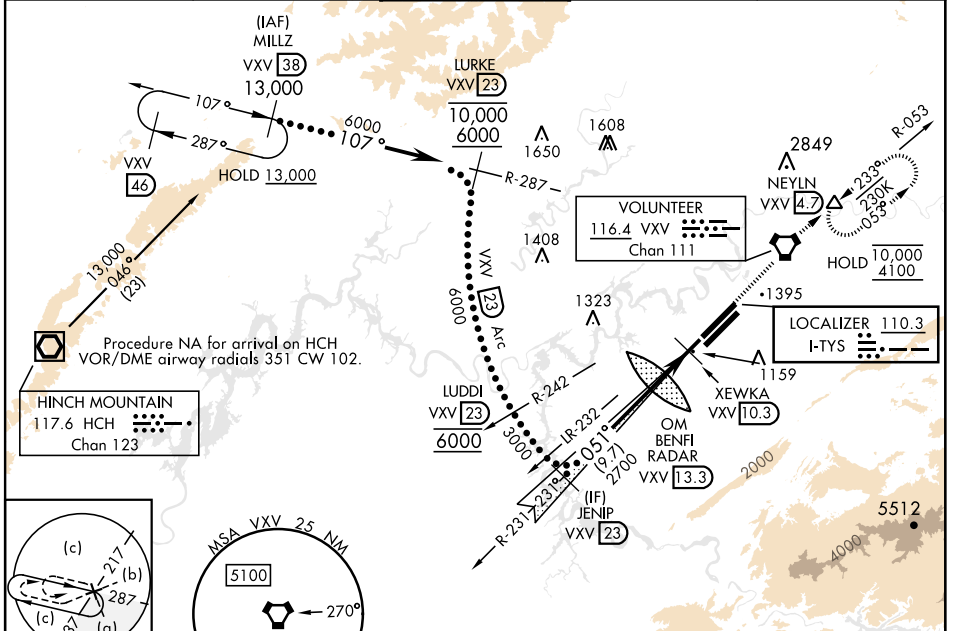 (IAF)
MILLZ
VXV 38
13,000
LURKE
VXV 23
10,000
6000
107°
6000
107°
287°
VXV
46
HOLD 13,000
R-287
1650
1608
2849
NEYLN
VXV 4.7
R-053
233°
230K
053°
HOLD 10,000
4100
VOLUNTEER
116.4 VXV
Chan 111
1408
13,000
046°
(23)
VXV
23
Arc
6000
1323
1395
LOCALIZER 110.3
I-TYS
Procedure NA for arrival on HCH
VOR/DME airway radials 351 CW 102.
1159
XEWKA
VXV 10.3
HINCH MOUNTAIN
117.6 HCH
Chan 123
LUDDI
VXV 23
6000
R-242
3000
LR-232
051°
(9.7)
2700
OM
BENFI
RADAR
VXV 13.3
R-231
231°
(IF)
JENIP
VXV 23
2000
5512
4000
(c)
217
(b)
287
(c)
(a)
MSA VXV 25 NM
5100
270°